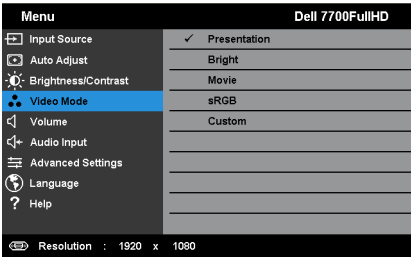 Menu Dell 7700FullHD
Input Source ✓ Presentation
Auto Adjust Bright
Brightness/Contrast Movie
Video Mode sRGB
Volume Custom
Audio Input
Advanced Settings
Language
? Help
Resolution : 1920 x 1080